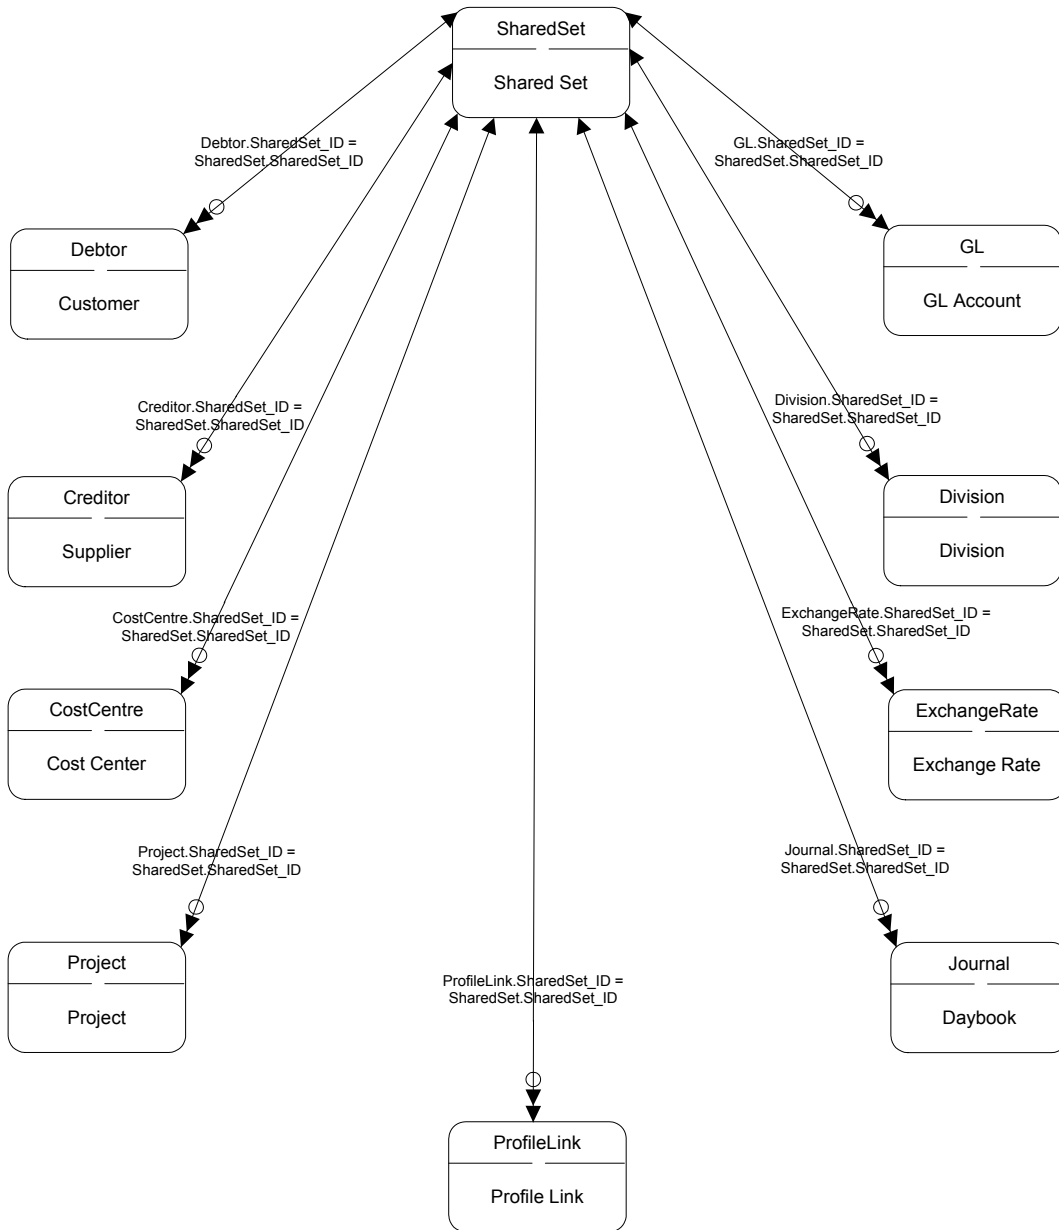 SharedSet
Shared Set
Debtor.SharedSet_ID =
SharedSet.SharedSet_ID
GL.SharedSet_ID =
SharedSet.SharedSet_ID
Debtor
Customer
GL
GL Account
Creditor.SharedSet_ID =
SharedSet.SharedSet_ID
Division.SharedSet_ID =
SharedSet.SharedSet_ID
Creditor
Supplier
Division
Division
CostCentre.SharedSet_ID =
SharedSet.SharedSet_ID
ExchangeRate.SharedSet_ID =
SharedSet.SharedSet_ID
CostCentre
Cost Center
ExchangeRate
Exchange Rate
Project.SharedSet_ID =
SharedSet.SharedSet_ID
Journal.SharedSet_ID =
SharedSet.SharedSet_ID
Project
Project
Journal
Daybook
ProfileLink.SharedSet_ID =
SharedSet.SharedSet_ID
ProfileLink
Profile Link